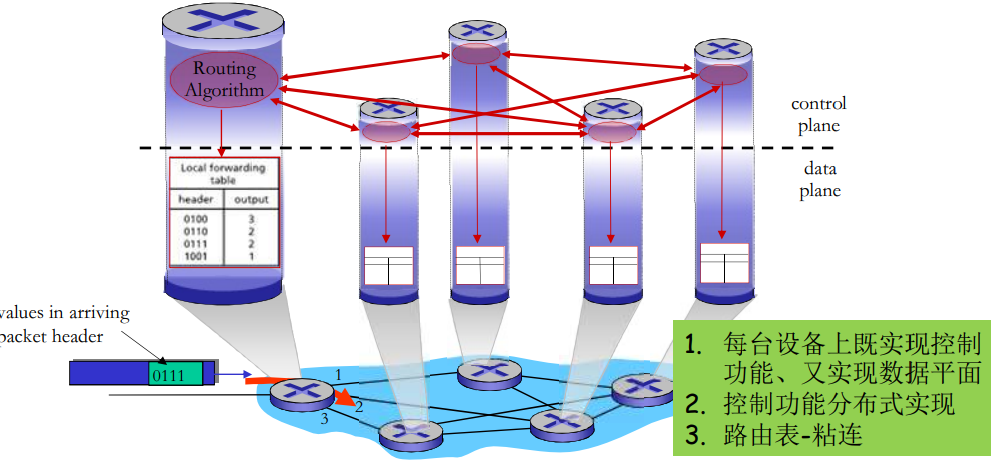 Routing
Algorithm
control
plane
data
plane
Local forwarding
table
header output
0100 3
0110 2
0111 2
1001 1
values in arriving
packet header
0111
1
2
3
1. 每台设备上既实现控制
功能、又实现数据平面
2. 控制功能分布式实现
3. 路由表-粘连